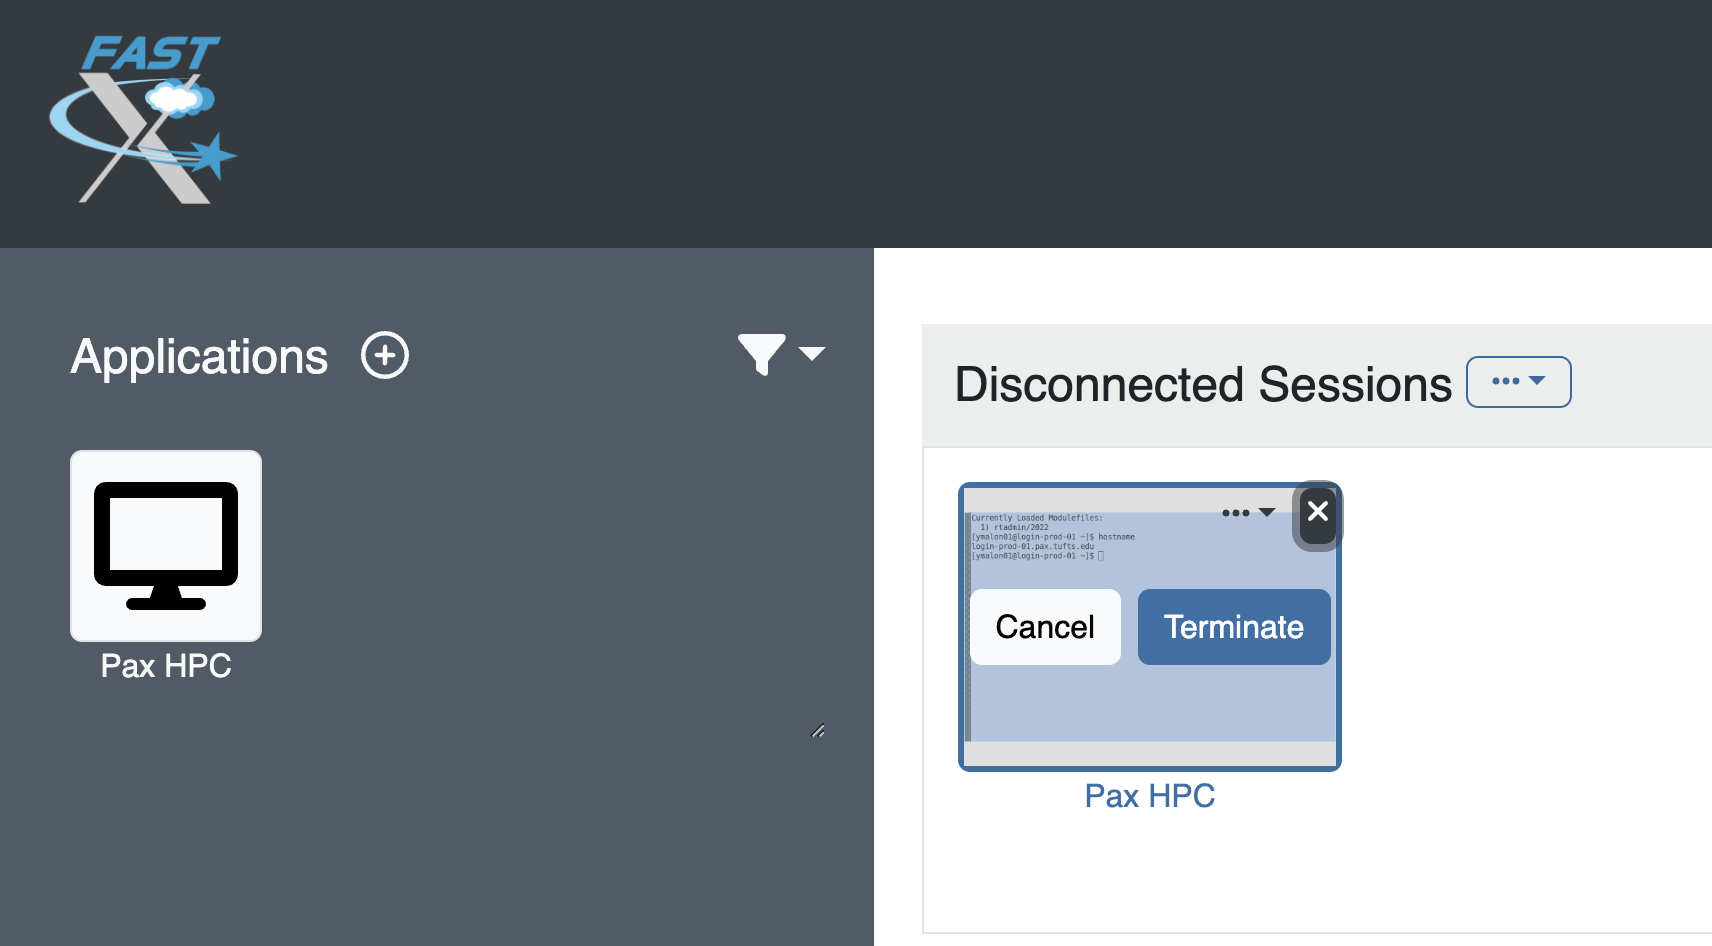 FAST
X
Applications
Pax HPC
Disconnected Sessions
Currently Loaded Modulefiles:
1) rtadmin/2022
[ymalon01@login-prod-01 ~]$ hostname
login-prod-01.pax.tufts.edu
[ymalon01@login-prod-01 ~]$
Cancel
Terminate
Pax HPC